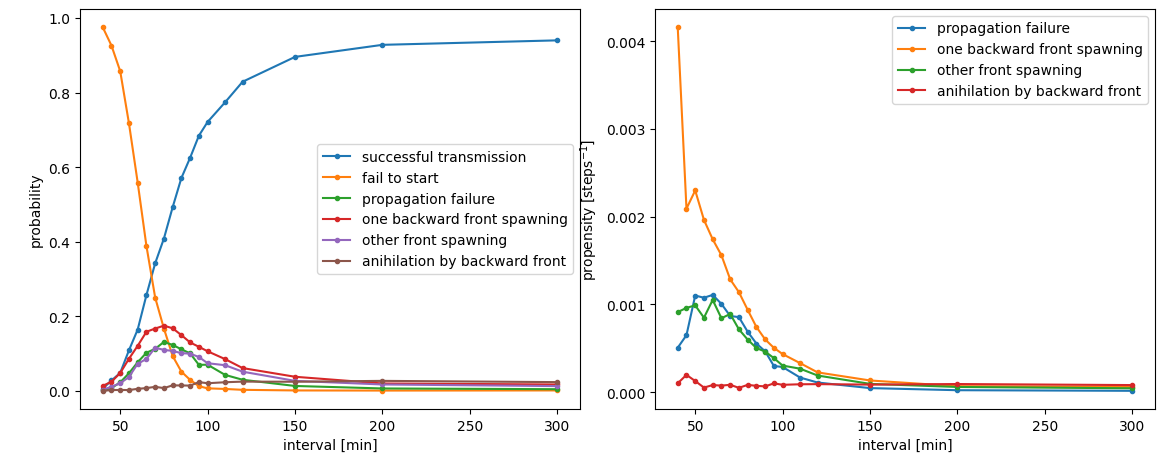 1.0
0.8
0.6
0.4
0.2
0.0
probability
50
100
150
200
250
300
interval [min]
successful transmission
fail to start
propagation failure
one backward front spawning
other front spawning
anihilation by backward front
0.004
0.003
0.002
0.001
0.000
propensity [steps⁻¹]
50
100
150
200
250
300
interval [min]
propagation failure
one backward front spawning
other front spawning
anihilation by backward front